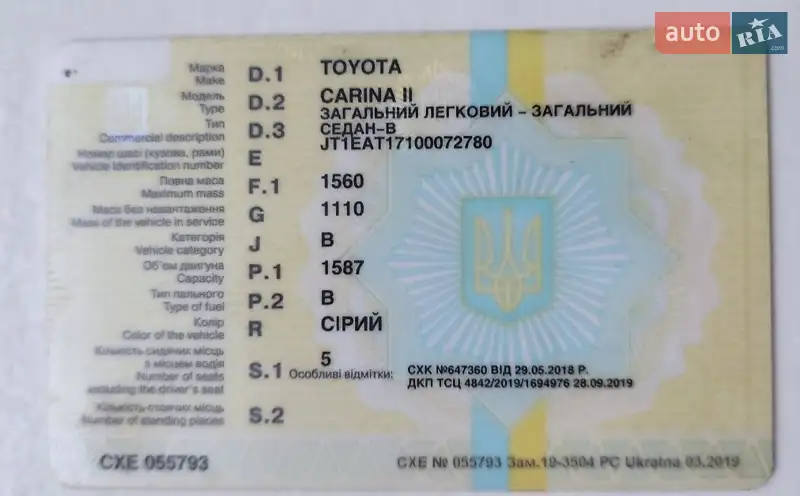 auto RIA .com
Марка D.1 TOYOTA
Make
Модель D.2 CARINA II
Type ЗАГАЛЬНИЙ ЛЕГКОВИЙ – ЗАГАЛЬНИЙ
Тип D.3 СЕДАН-В
Commercial description JT1EAT17100072780
Номер шасі (кузова, рами) E
Vehicle identification number
Повна маса F.1 1560
Maximum mass
Маса без навантаження G 1110
Mass of the vehicle in service
Категорія J B
Vehicle category
Об'єм двигуна P.1 1587
Capacity
Тип пального P.2 B
Type of fuel
Колір R СІРИЙ
Color of the vehicle
Кількість сидячих місць 5
з місцем водія S.1 Особливі відмітки: СХК №647360 ВІД 29.05.2018 Р.
Number of seats ДКП ТСЦ 4842/2019/1694976 28.09.2019
including the driver's seat
Кількість стоячих місць S.2
Number of standing places
СХЕ 055793 СХЕ № 055793 Зам.19-3504 РС Ukraina 03.2019